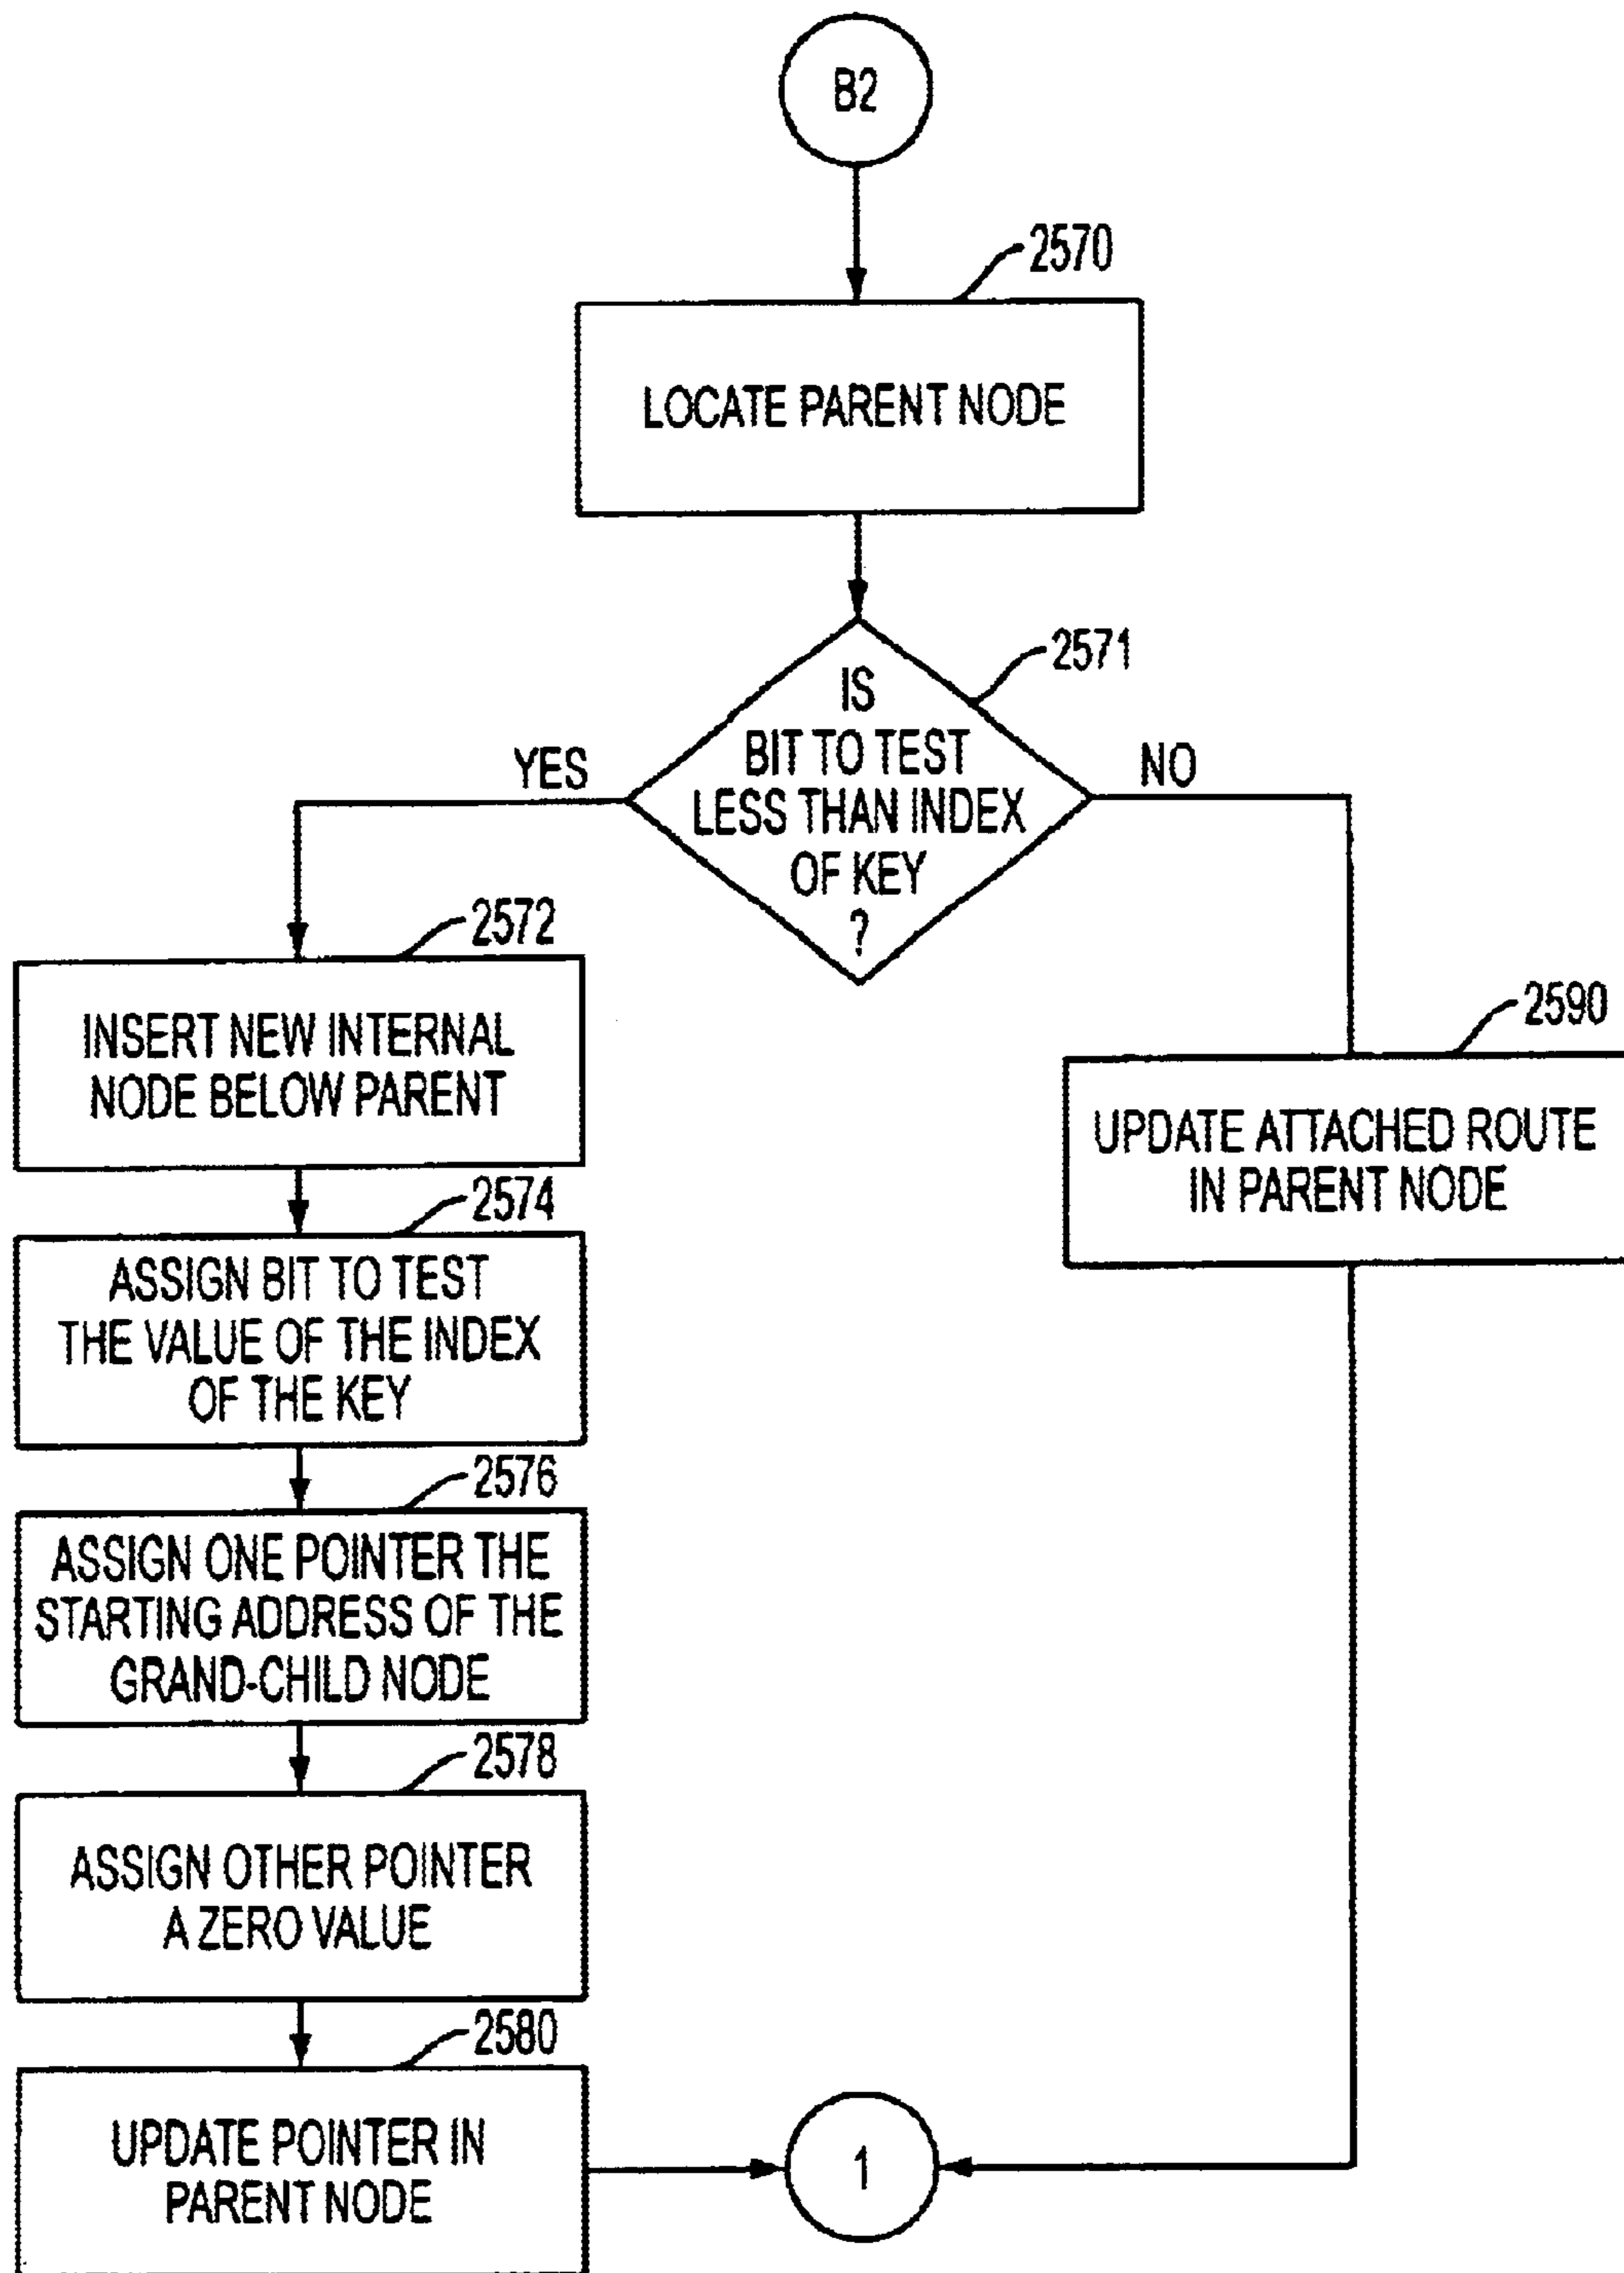 B2
2570
LOCATE PARENT NODE
2571
IS
BIT TO TEST
LESS THAN INDEX
OF KEY
?
YES
NO
2572
INSERT NEW INTERNAL
NODE BELOW PARENT
2590
UPDATE ATTACHED ROUTE
IN PARENT NODE
2574
ASSIGN BIT TO TEST
THE VALUE OF THE INDEX
OF THE KEY
2576
ASSIGN ONE POINTER THE
STARTING ADDRESS OF THE
GRAND-CHILD NODE
2578
ASSIGN OTHER POINTER
A ZERO VALUE
2580
UPDATE POINTER IN
PARENT NODE
1